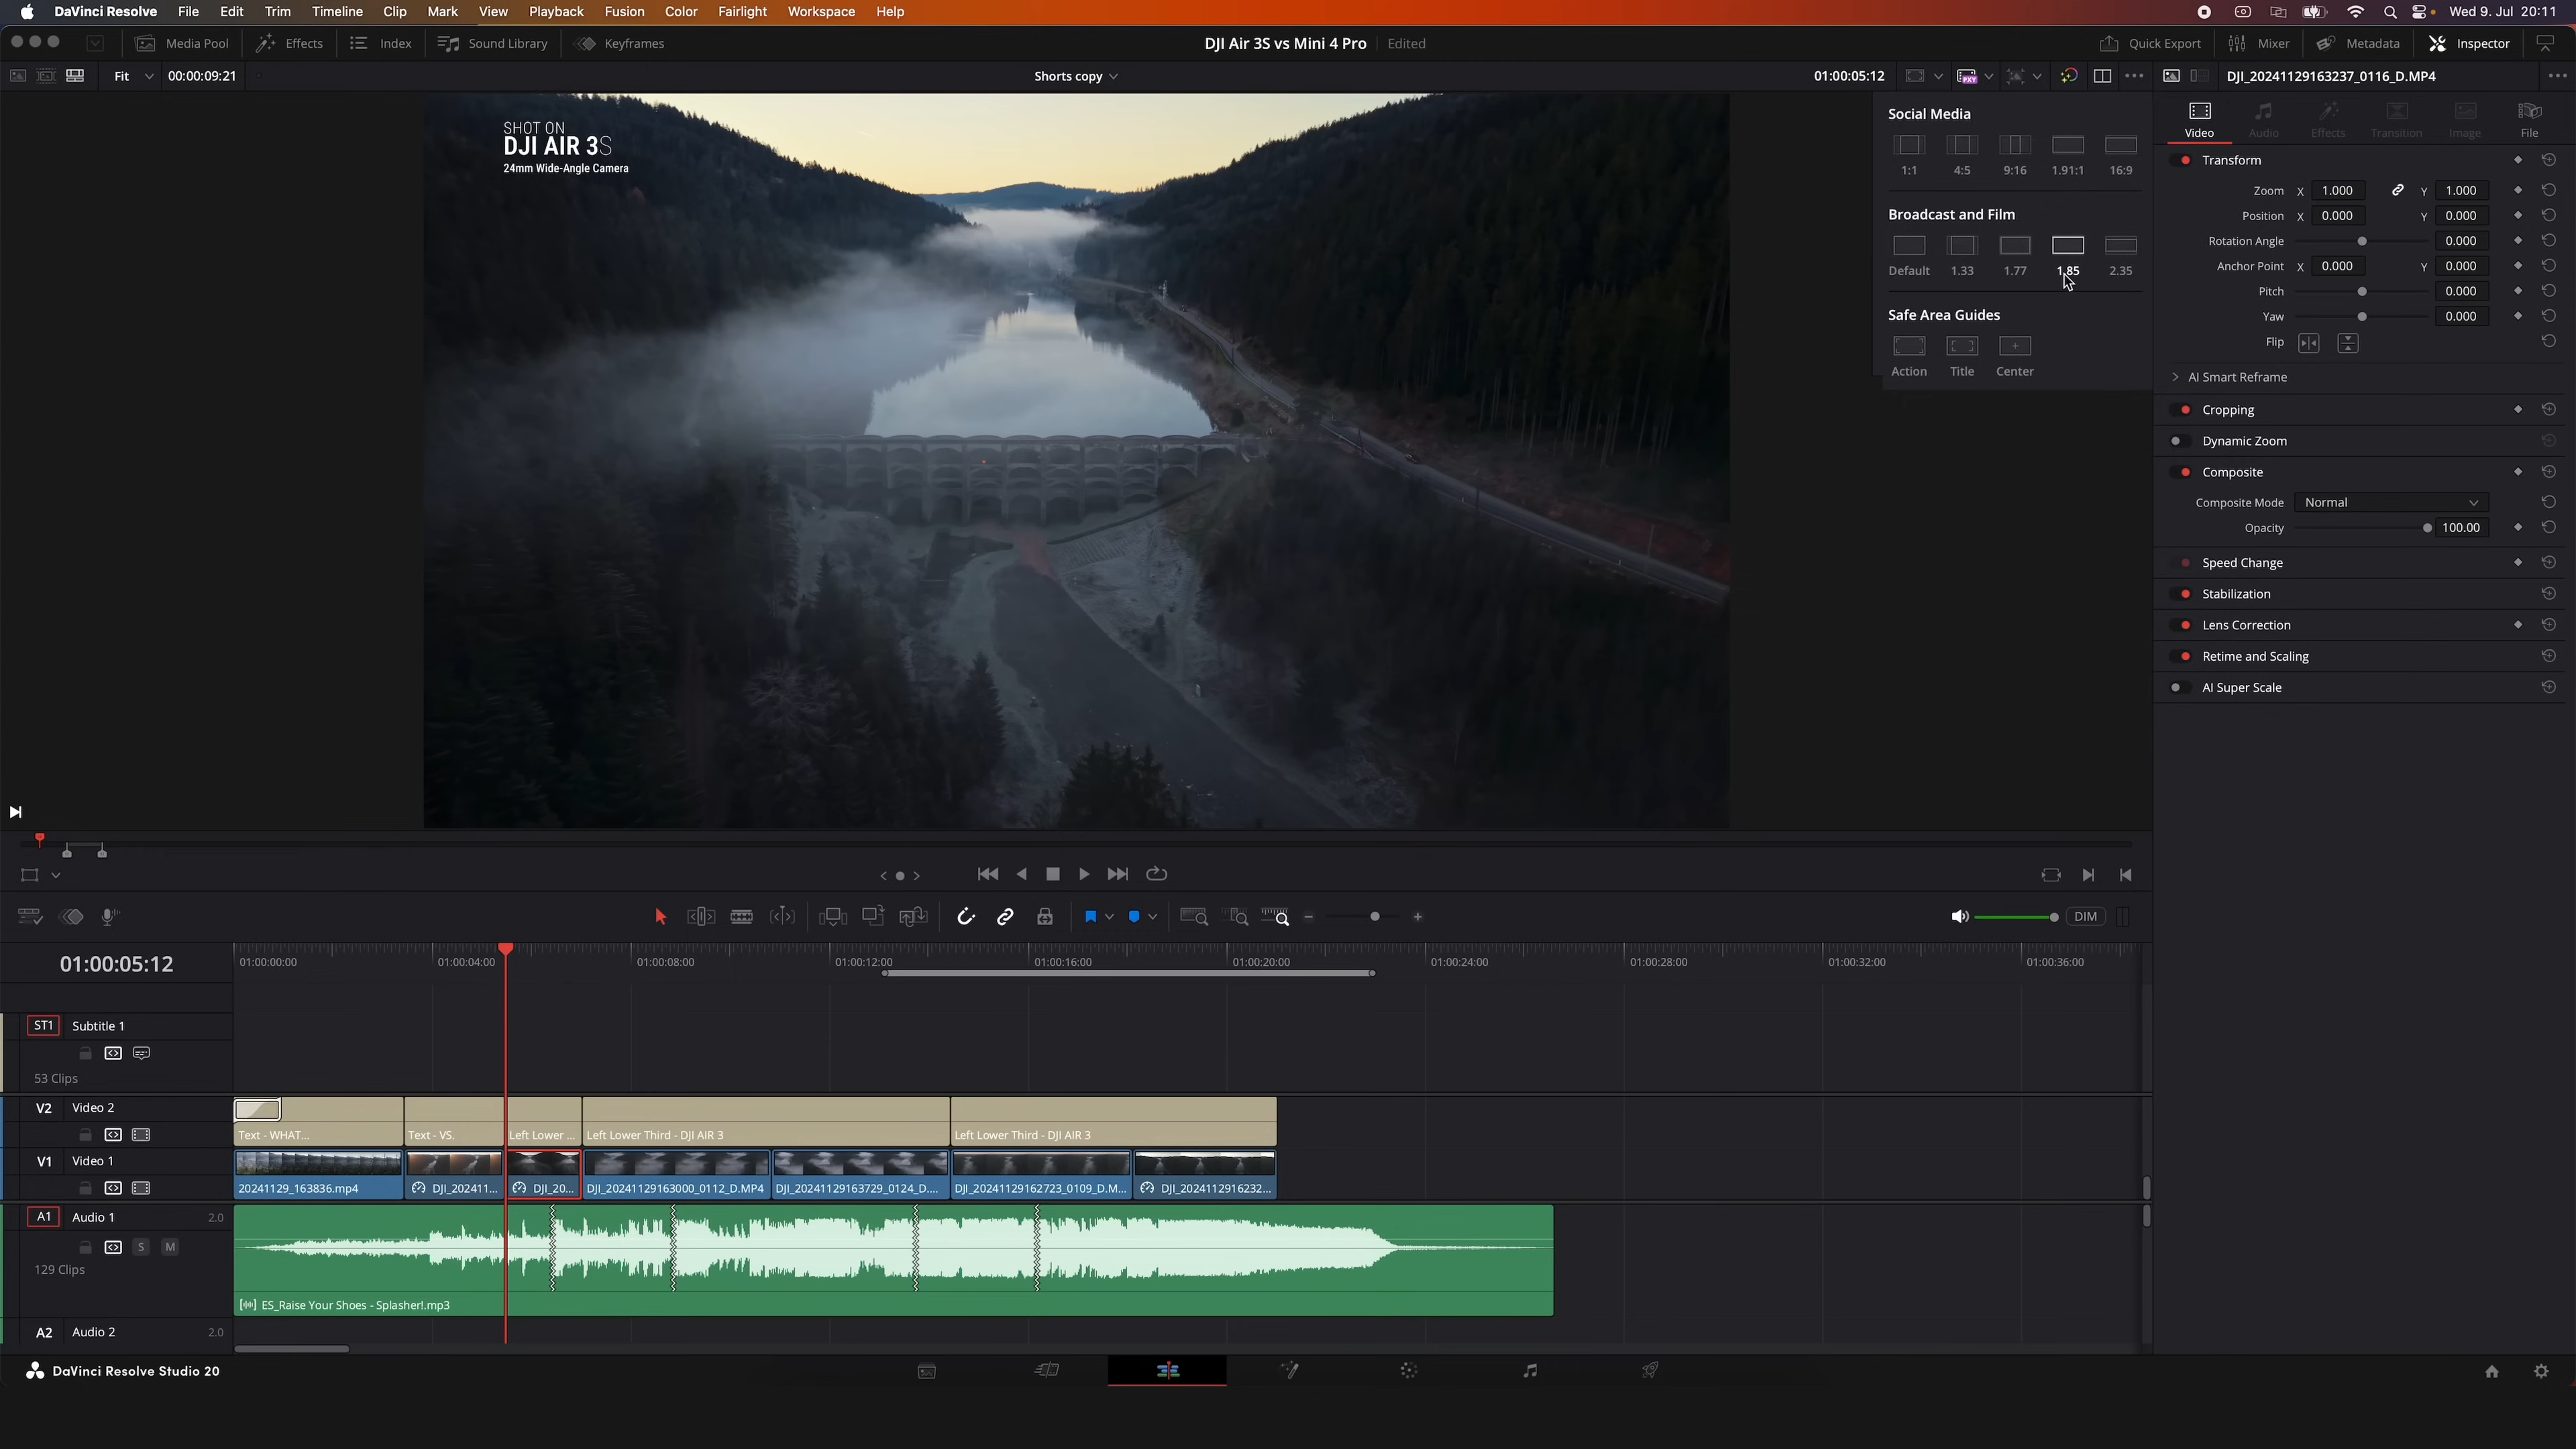 DaVinci Resolve File Edit Trim Timeline Clip Mark View Playback Fusion Color Fairlight Workspace Help Wed 9. Jul 20:11
Media Pool Effects Index Sound Library Keyframes DJI Air 3S vs Mini 4 Pro Edited Quick Export Mixer Metadata Inspector
Fit 00:00:09:21 Shorts copy 01:00:05:12 PXY DJI_20241129163237_0116_D.MP4
SHOT ON
DJI AIR 3S
24mm Wide-Angle Camera
Social Media
1:1 4:5 9:16 1.91:1 16:9
Broadcast and Film
Default 1.33 1.77 1.85 2.35
Safe Area Guides
Action Title Center
Video Audio Effects Transition Image File
Transform
Zoom X 1.000 Y 1.000
Position X 0.000 Y 0.000
Rotation Angle 0.000
Anchor Point X 0.000 Y 0.000
Pitch 0.000
Yaw 0.000
Flip
AI Smart Reframe
Cropping
Dynamic Zoom
Composite
Composite Mode Normal
Opacity 100.00
Speed Change
Stabilization
Lens Correction
Retime and Scaling
AI Super Scale
DIM
01:00:05:12 01:00:00:00 01:00:04:00 01:00:08:00 01:00:12:00 01:00:16:00 01:00:20:00 01:00:24:00 01:00:28:00 01:00:32:00 01:00:36:00
ST1 Subtitle 1
53 Clips
V2 Video 2
Text - WHAT... Text - VS. Left Lower ... Left Lower Third - DJI AIR 3 Left Lower Third - DJI AIR 3
V1 Video 1
20241129_163836.mp4 DJI_202411... DJI_20... DJI_20241129163000_0112_D.MP4 DJI_20241129163729_0124_D.... DJI_20241129162723_0109_D.M... DJI_2024112916232...
A1 Audio 1 2.0
S M
129 Clips
ES_Raise Your Shoes - Splasher!.mp3
A2 Audio 2 2.0
DaVinci Resolve Studio 20